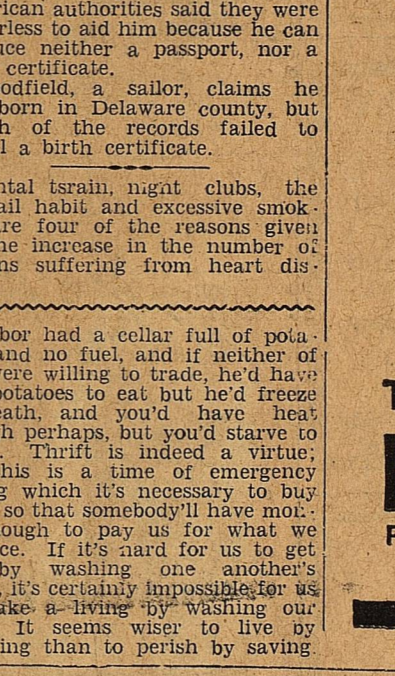 rican authorities said they were
rless to aid him because he can
uce neither a passport, nor a
certificate.
odfield, a sailor, claims he
born in Delaware county, but
h of the records failed to
l a birth certificate.
ntal tsrain, night clubs, the
ail habit and excessive smok-
are four of the reasons given
he increase in the number of
ns suffering from heart dis-
bor had a cellar full of pota-
and no fuel, and if neither of
were willing to trade, he'd have
potatoes to eat but he'd freeze
eath, and you'd have heat
h perhaps, but you'd starve to
. Thrift is indeed a virtue;
his is a time of emergency
g which it's necessary to buy
so that somebody'll have mon-
ough to pay us for what we
ce. If it's hard for us to get
by washing one another's
, it's certainly impossible for us
ake a living by washing our
It seems wiser to live by
ing than to perish by saving.